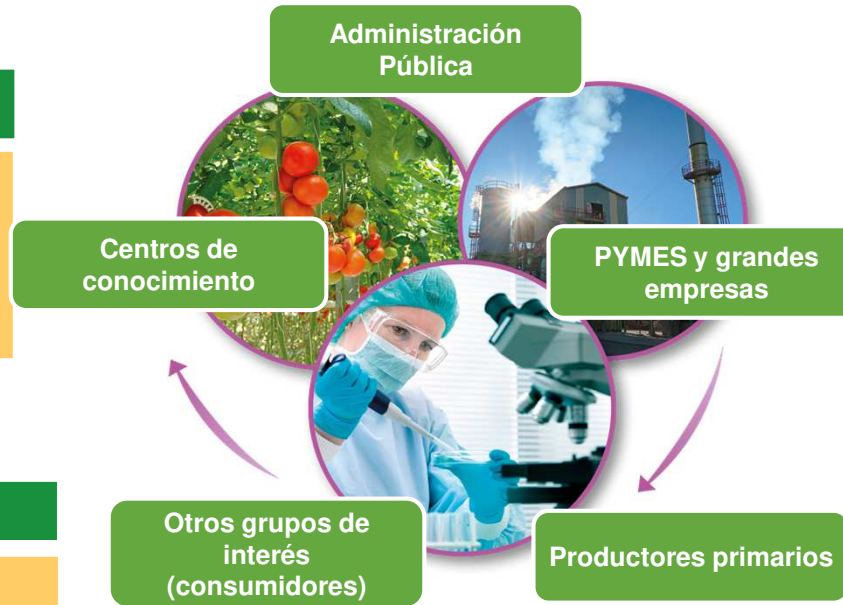 Administración
Pública
Centros de
conocimiento
PYMES y grandes
empresas
Otros grupos de
interés
(consumidores)
Productores primarios